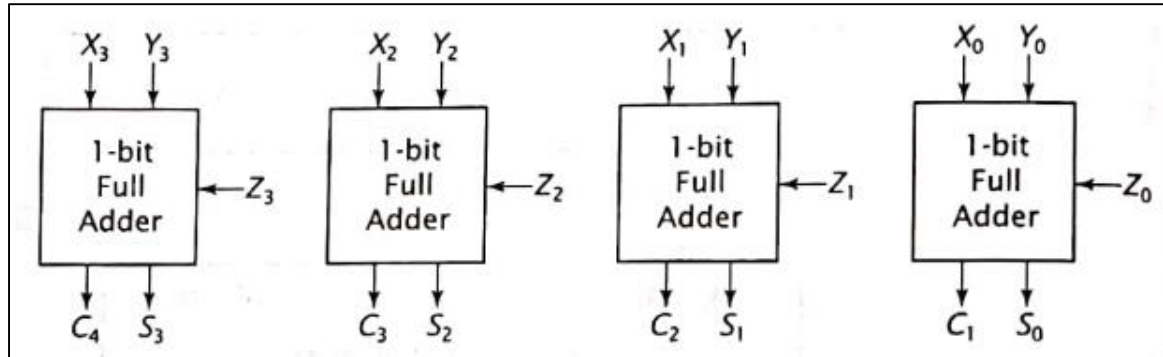 X₃ Y₃ X₂ Y₂ X₁ Y₁ X₀ Y₀
1-bit 1-bit 1-bit 1-bit
Full Full Full Full
Adder Adder Adder Adder
Z₃ Z₂ Z₁ Z₀
C₄ S₃ C₃ S₂ C₂ S₁ C₁ S₀